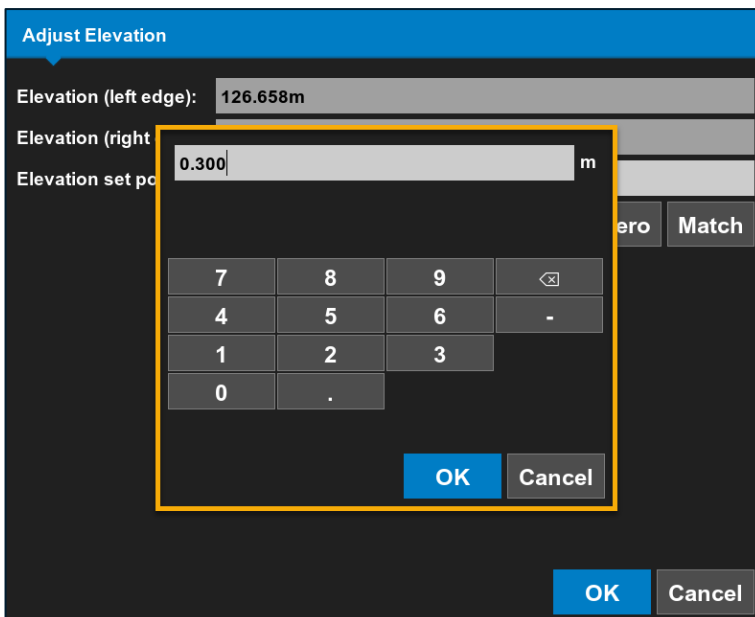 Adjust Elevation
Elevation (left edge): 126.658m
Elevation (right
Elevation set po
0.300 m
ero Match
7 8 9
4 5 6 -
1 2 3
0 .
OK Cancel
OK Cancel